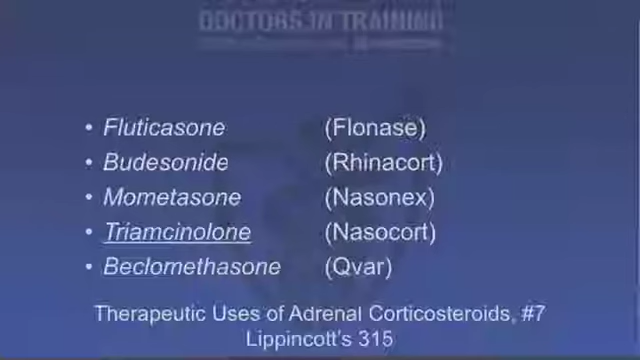 DOCTORS IN TRAINING
• Fluticasone (Flonase)
• Budesonide (Rhinacort)
• Mometasone (Nasonex)
• Triamcinolone (Nasocort)
• Beclomethasone (Qvar)
Therapeutic Uses of Adrenal Corticosteroids, #7
Lippincott's 315